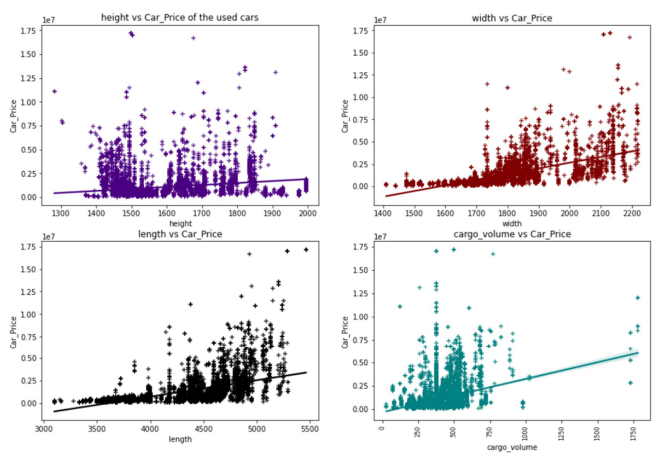 height vs Car_Price of the used cars
1e7
Car_Price
1.75
1.50
1.25
1.00
0.75
0.50
0.25
0.00
1300 1400 1500 1600 1700 1800 1900 2000
height
width vs Car_Price
1e7
Car_Price
1.75
1.50
1.25
1.00
0.75
0.50
0.25
0.00
1400 1500 1600 1700 1800 1900 2000 2100 2200
width
length vs Car_Price
1e7
Car_Price
1.75
1.50
1.25
1.00
0.75
0.50
0.25
0.00
3000 3500 4000 4500 5000 5500
length
cargo_volume vs Car_Price
1e7
Car_Price
1.75
1.50
1.25
1.00
0.75
0.50
0.25
0.00
0 250 500 750 1000 1250 1500 1750
cargo_volume